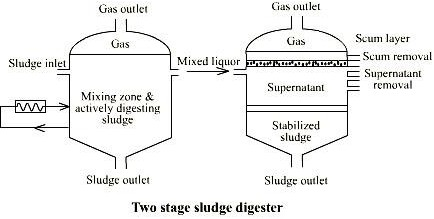 Gas outlet
Gas
Sludge inlet
Mixing zone &
actively digesting
sludge
Sludge outlet
Mixed liquor
Gas outlet
Gas
Scum layer
Scum removal
Supernatant
removal
Supernatant
Stabilized
sludge
Sludge outlet
Two stage sludge digester